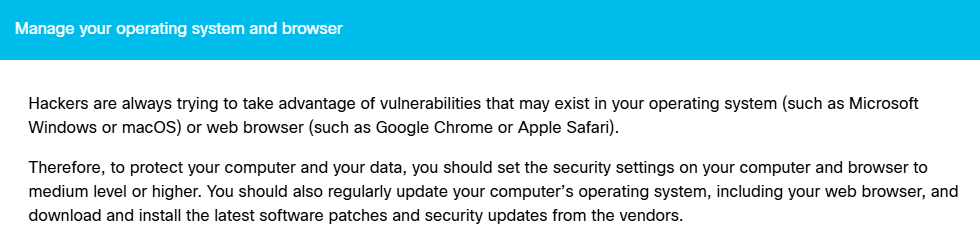 Manage your operating system and browser
Hackers are always trying to take advantage of vulnerabilities that may exist in your operating system (such as Microsoft
Windows or macOS) or web browser (such as Google Chrome or Apple Safari).
Therefore, to protect your computer and your data, you should set the security settings on your computer and browser to
medium level or higher. You should also regularly update your computer’s operating system, including your web browser, and
download and install the latest software patches and security updates from the vendors.